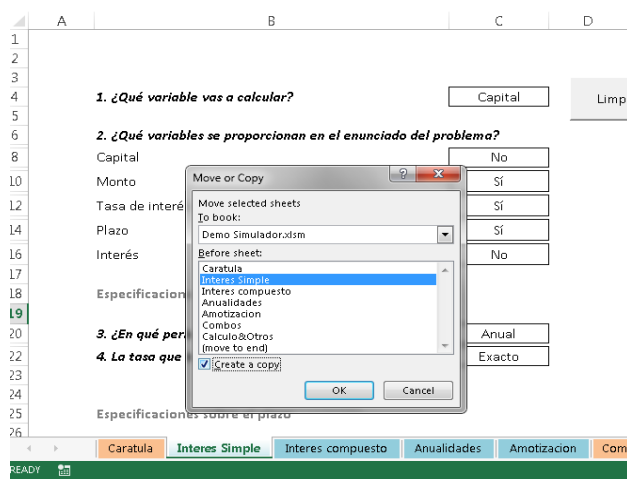 A B C D
1
2
3
4 1. ¿Qué variable vas a calcular? Capital Limp
5
6 2. ¿Qué variables se proporcionan en el enunciado del problema?
8 Capital No
10 Monto Sí
12 Tasa de interé Sí
14 Plazo Sí
16 Interés No
17
18 Especificacion
19
20 3. ¿En qué per Anual
22 4. La tasa que Exacto
23
24
25 Especificaciones sobre el plazo
26
Move or Copy
Move selected sheets
To book:
Demo Simulador.xlsm
Before sheet:
Caratula
Interes Simple
Interes compuesto
Anualidades
Amotizacion
Combos
Calculo&Otros
(move to end)
Create a copy
OK Cancel
Caratula Interes Simple Interes compuesto Anualidades Amotizacion Com
READY